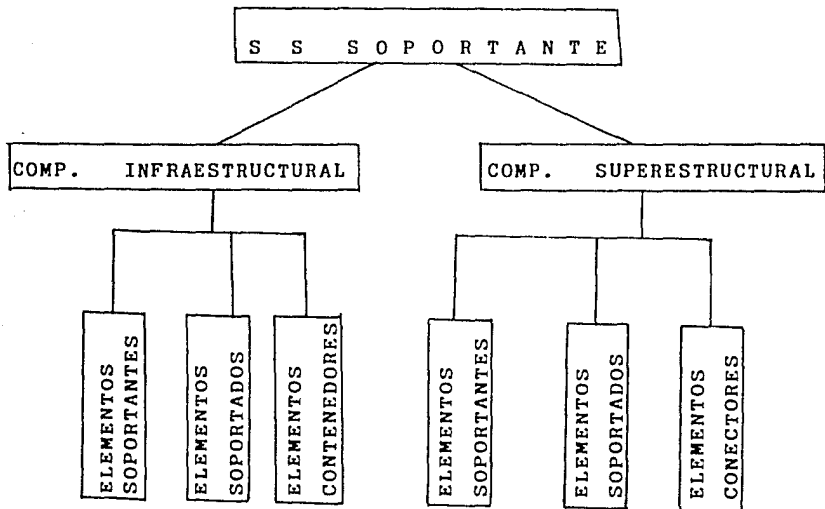 S S SOPORTANTE
COMP. INFRAESTRUCTURAL
COMP. SUPERESTRUCTURAL
ELEMENTOS
SOPORTANTES
ELEMENTOS
SOPORTADOS
ELEMENTOS
CONTENEDORES
ELEMENTOS
SOPORTANTES
ELEMENTOS
SOPORTADOS
ELEMENTOS
CONECTORES